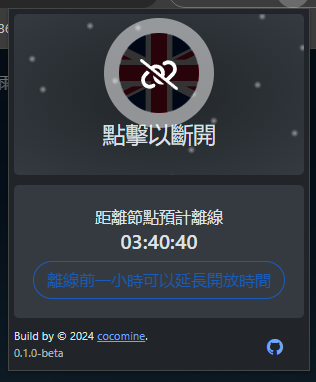 點擊以斷開
距離節點預計離線
03:40:40
離線前一小時可以延長開放時間
Build by © 2024 cocomine.
0.1.0-beta